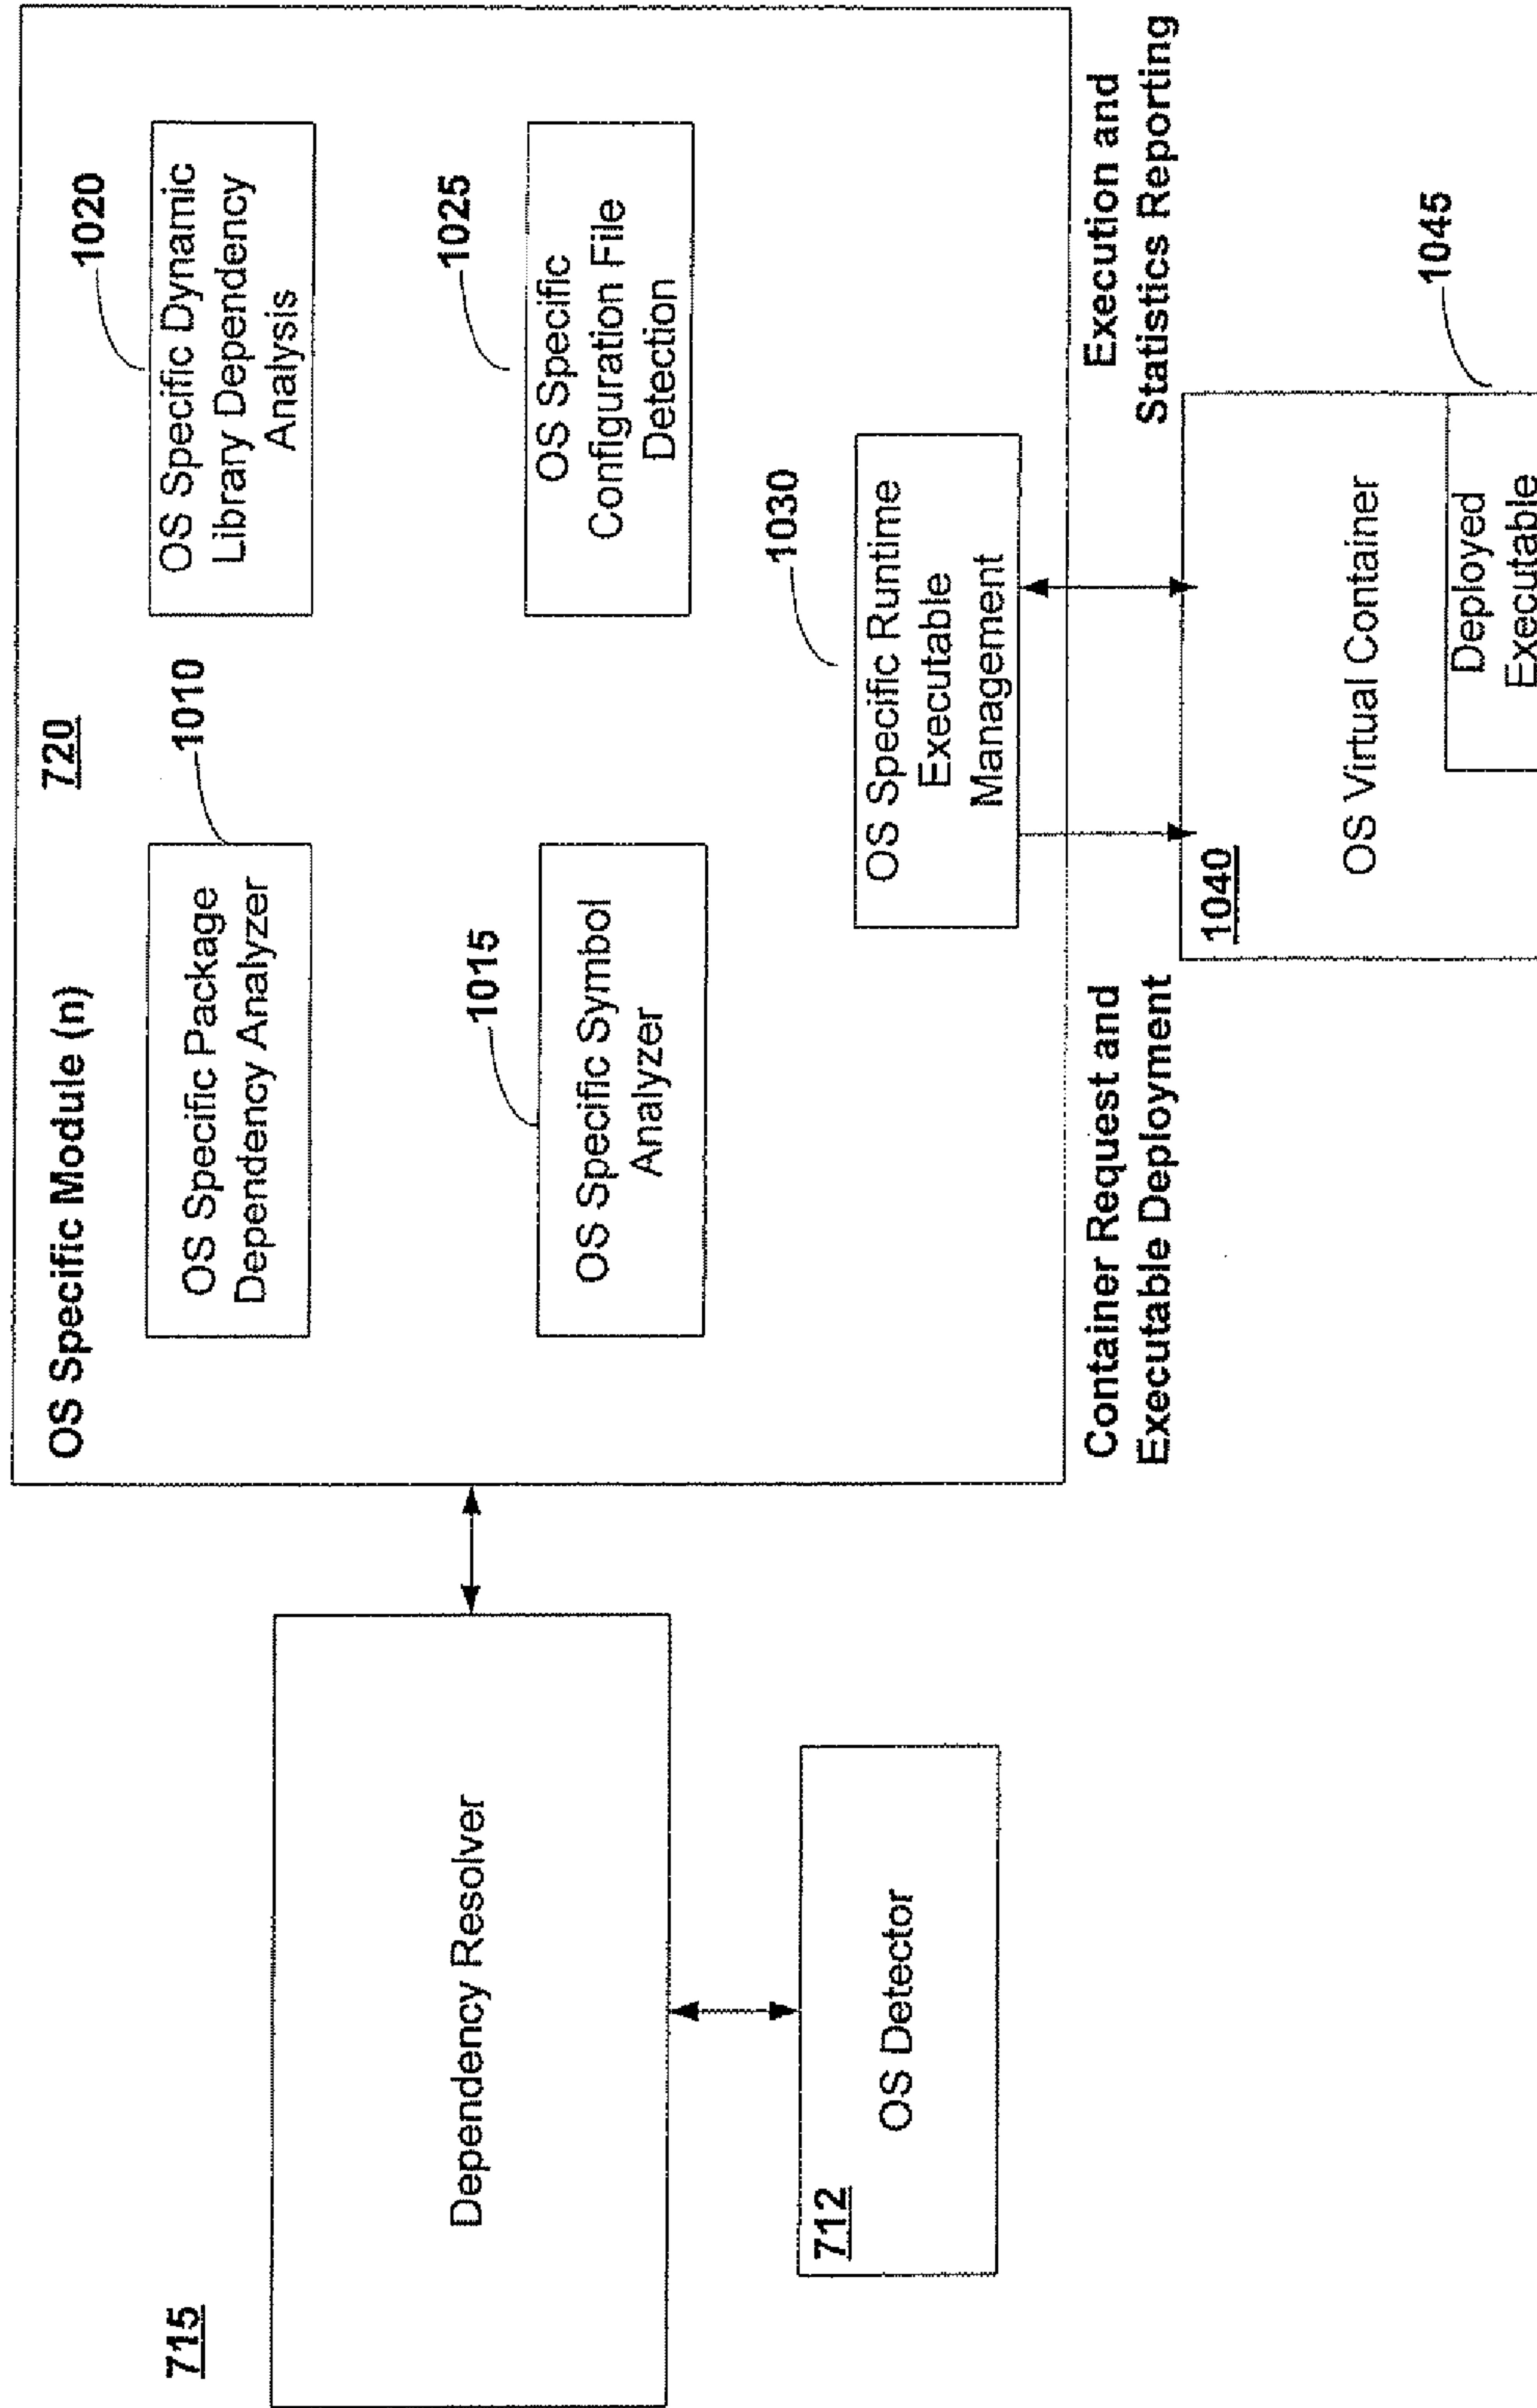 715
Dependency Resolver
712
OS Detector
OS Specific Module (n)
720
OS Specific Package
Dependency Analyzer
1010
OS Specific Dynamic
Library Dependency
Analysis
1020
OS Specific Symbol
Analyzer
1015
OS Specific
Configuration File
Detection
1025
OS Specific Runtime
Executable
Management
1030
Container Request and
Executable Deployment
Execution and
Statistics Reporting
1040
OS Virtual Container
Deployed
Executable
1045